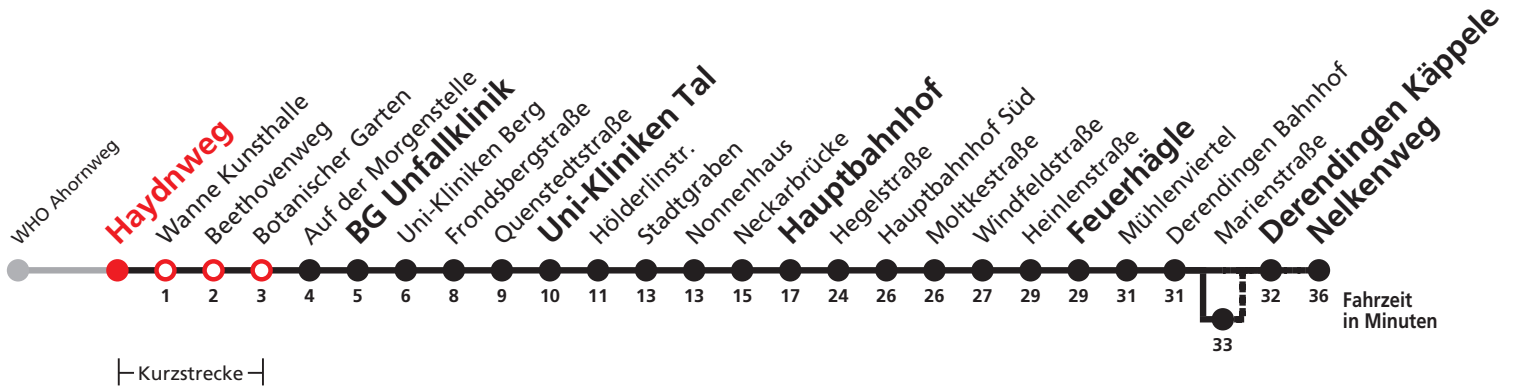 WHO Ahornweg
Haydnweg
Wanne Kunsthalle
Beethovenweg
Botanischer Garten
Auf der Morgenstelle
BG Unfallklinik
Uni-Kliniken Berg
Frondsbergstraße
Quenstedtstraße
Uni-Kliniken Tal
Hölderlinstr.
Stadtgraben
Nonnenhaus
Neckarbrücke
Hauptbahnhof
Hegelstraße
Hauptbahnhof Süd
Moltkestraße
Windfeldstraße
Heinlenstraße
Feuerhägle
Mühlenviertel
Derendingen Bahnhof
Marienstraße
Derendingen Käppele
Nelkenweg
1 2 3 4 5 6 8 9 10 11 13 13 15 17 24 26 26 27 29 29 31 31 32 36
Fahrzeit
in Minuten
33
Kurzstrecke